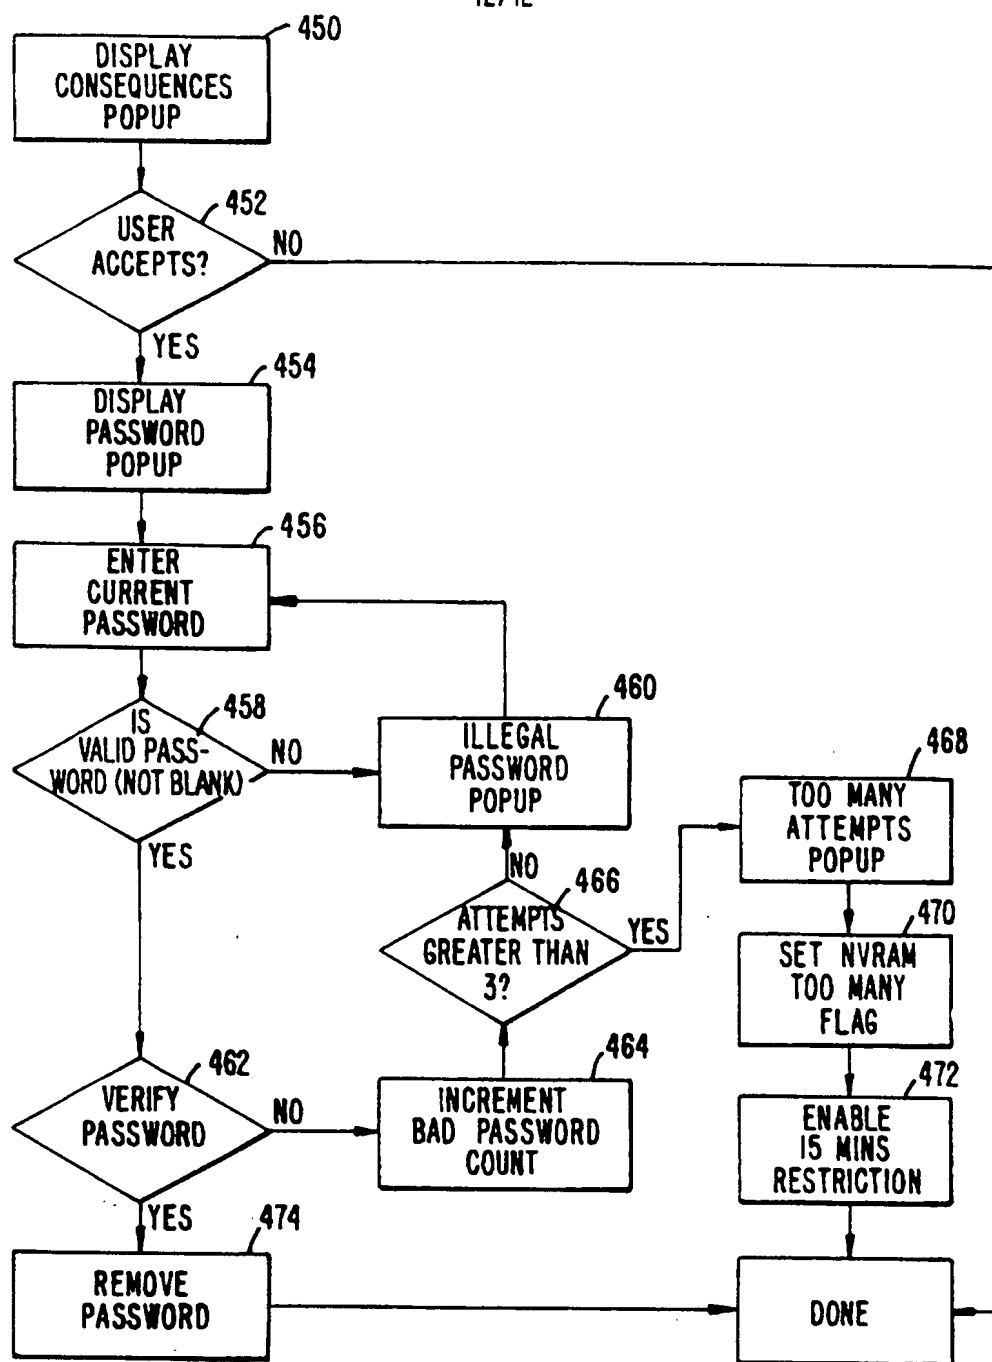 450
DISPLAY
CONSEQUENCES
POPUP
452
USER
ACCEPTS?
NO
YES
454
DISPLAY
PASSWORD
POPUP
456
ENTER
CURRENT
PASSWORD
458
IS
VALID PASS-
WORD (NOT BLANK)
NO
YES
460
ILLEGAL
PASSWORD
POPUP
NO
466
ATTEMPTS
GREATER THAN
3?
YES
468
TOO MANY
ATTEMPTS
POPUP
470
SET NVRAM
TOO MANY
FLAG
472
ENABLE
15 MINS
RESTRICTION
462
VERIFY
PASSWORD
NO
YES
464
INCREMENT
BAD PASSWORD
COUNT
474
REMOVE
PASSWORD
DONE